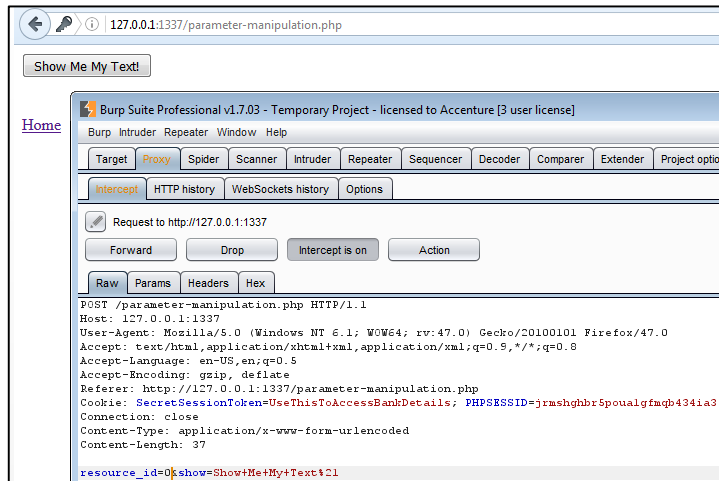 127.0.0.1:1337/parameter-manipulation.php
Show Me My Text!
Home
Burp Suite Professional v1.7.03 - Temporary Project - licensed to Accenture [3 user license]
Burp Intruder Repeater Window Help
Target Proxy Spider Scanner Intruder Repeater Sequencer Decoder Comparer Extender Project optio
Intercept HTTP history WebSockets history Options
Request to http://127.0.0.1:1337
Forward Drop Intercept is on Action
Raw Params Headers Hex
POST /parameter-manipulation.php HTTP/1.1
Host: 127.0.0.1:1337
User-Agent: Mozilla/5.0 (Windows NT 6.1; WOW64; rv:47.0) Gecko/20100101 Firefox/47.0
Accept: text/html,application/xhtml+xml,application/xml;q=0.9,*/*;q=0.8
Accept-Language: en-US,en;q=0.5
Accept-Encoding: gzip, deflate
Referer: http://127.0.0.1:1337/parameter-manipulation.php
Cookie: SecretSessionToken=UseThisToAccessBankDetails; PHPSESSID=jrmshghbr5poualgfmqb434ia3
Connection: close
Content-Type: application/x-www-form-urlencoded
Content-Length: 37
resource_id=0&show=Show+Me+My+Text%21